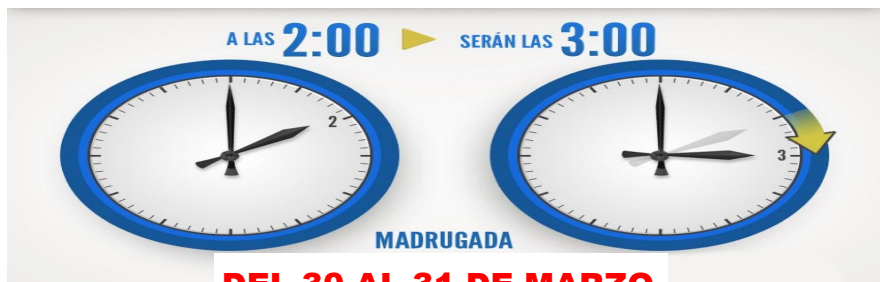 A LAS 2:00 SERÁN LAS 3:00
2
3
MADRUGADA
DEL 30 AL 31 DE MARZO